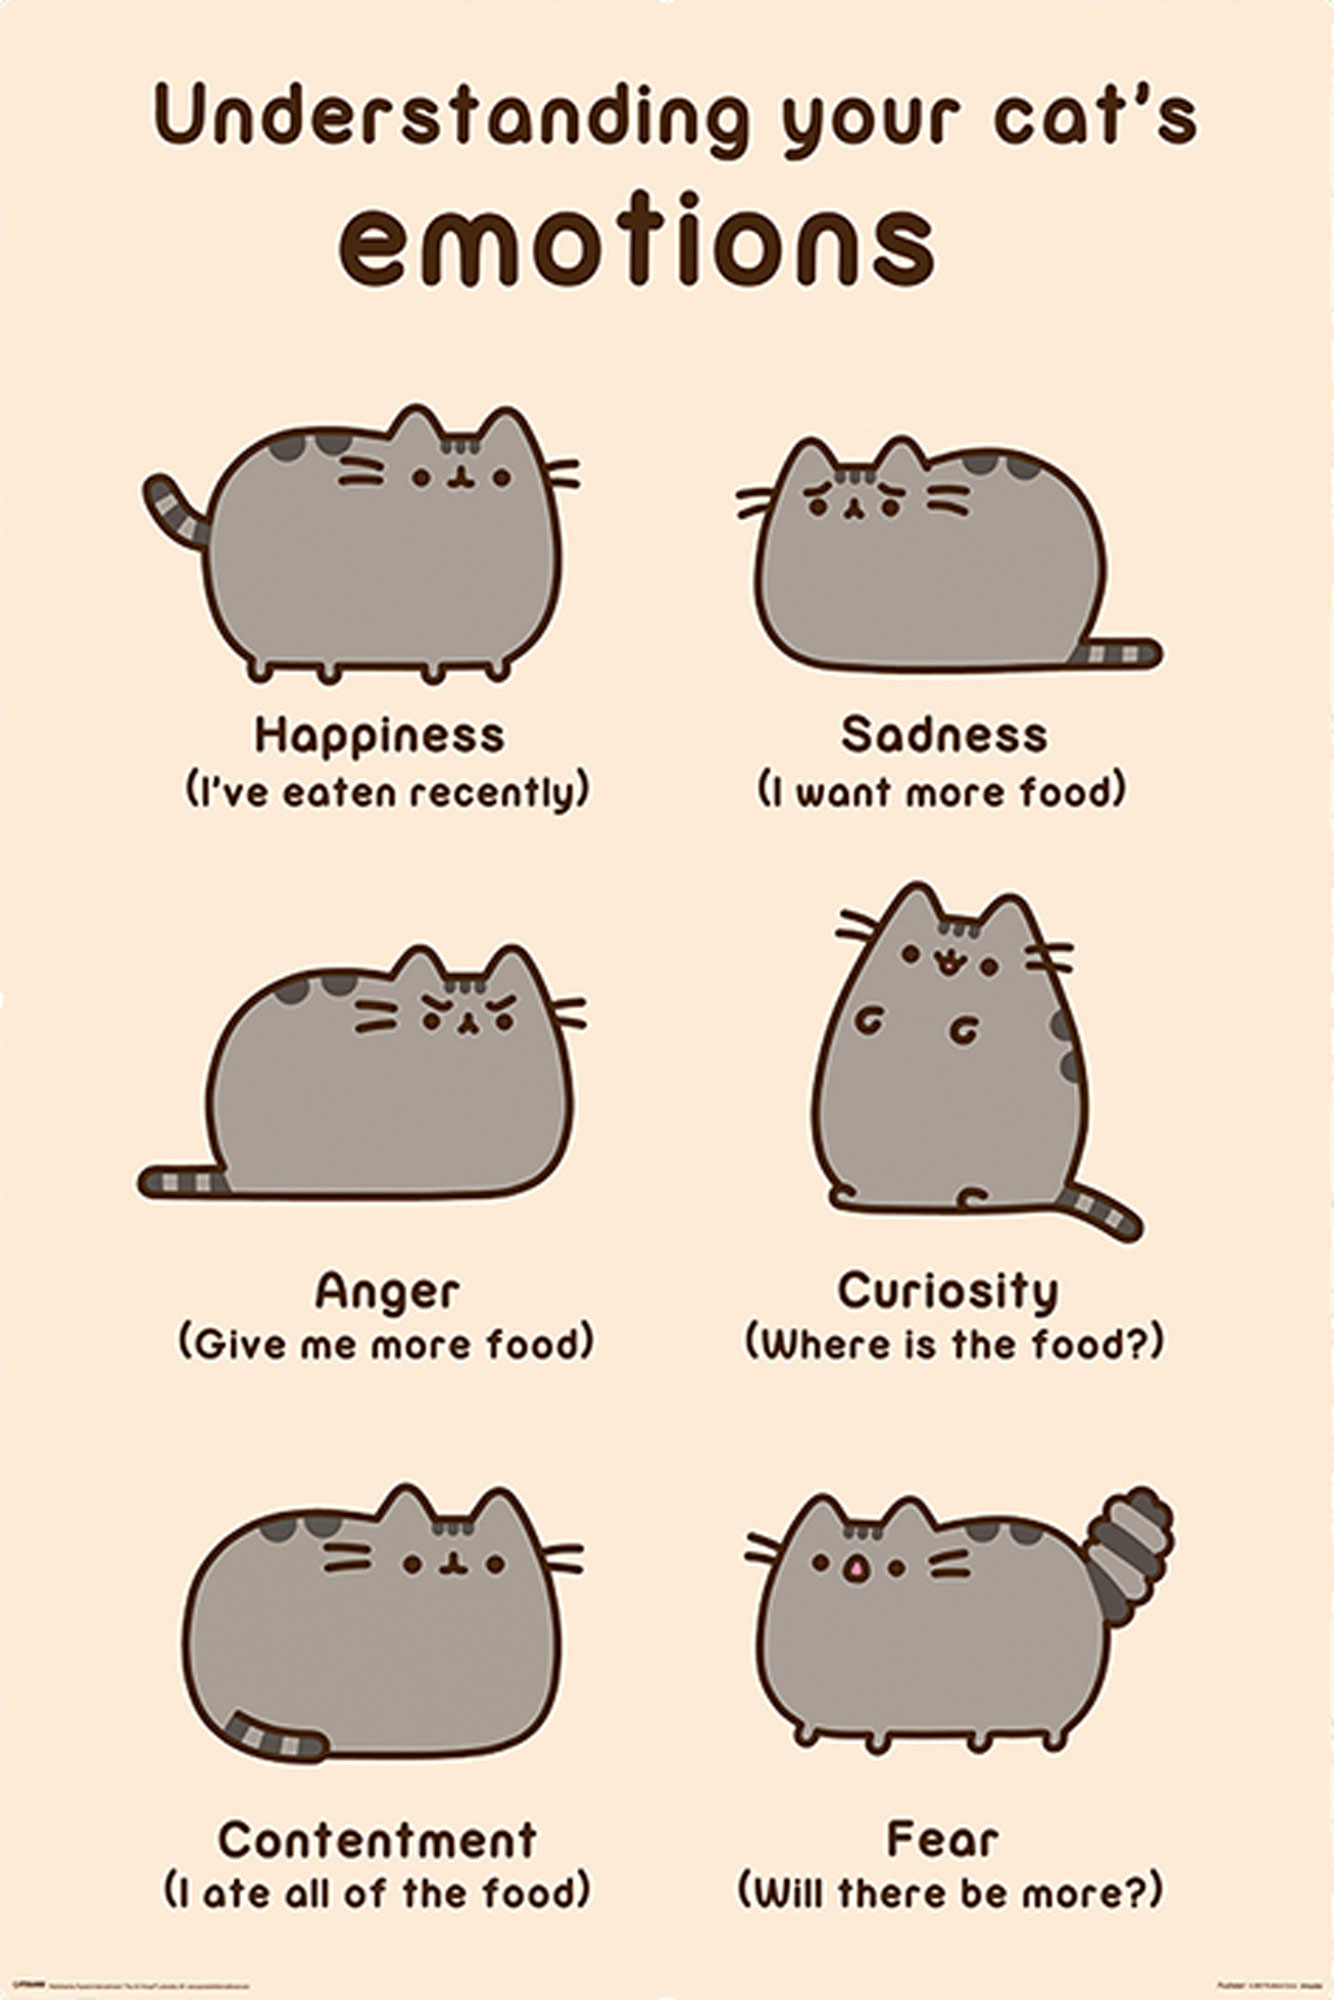 Understanding your cat's
emotions
Happiness
(I've eaten recently)
Sadness
(I want more food)
Anger
(Give me more food)
Curiosity
(Where is the food?)
Contentment
(I ate all of the food)
Fear
(Will there be more?)